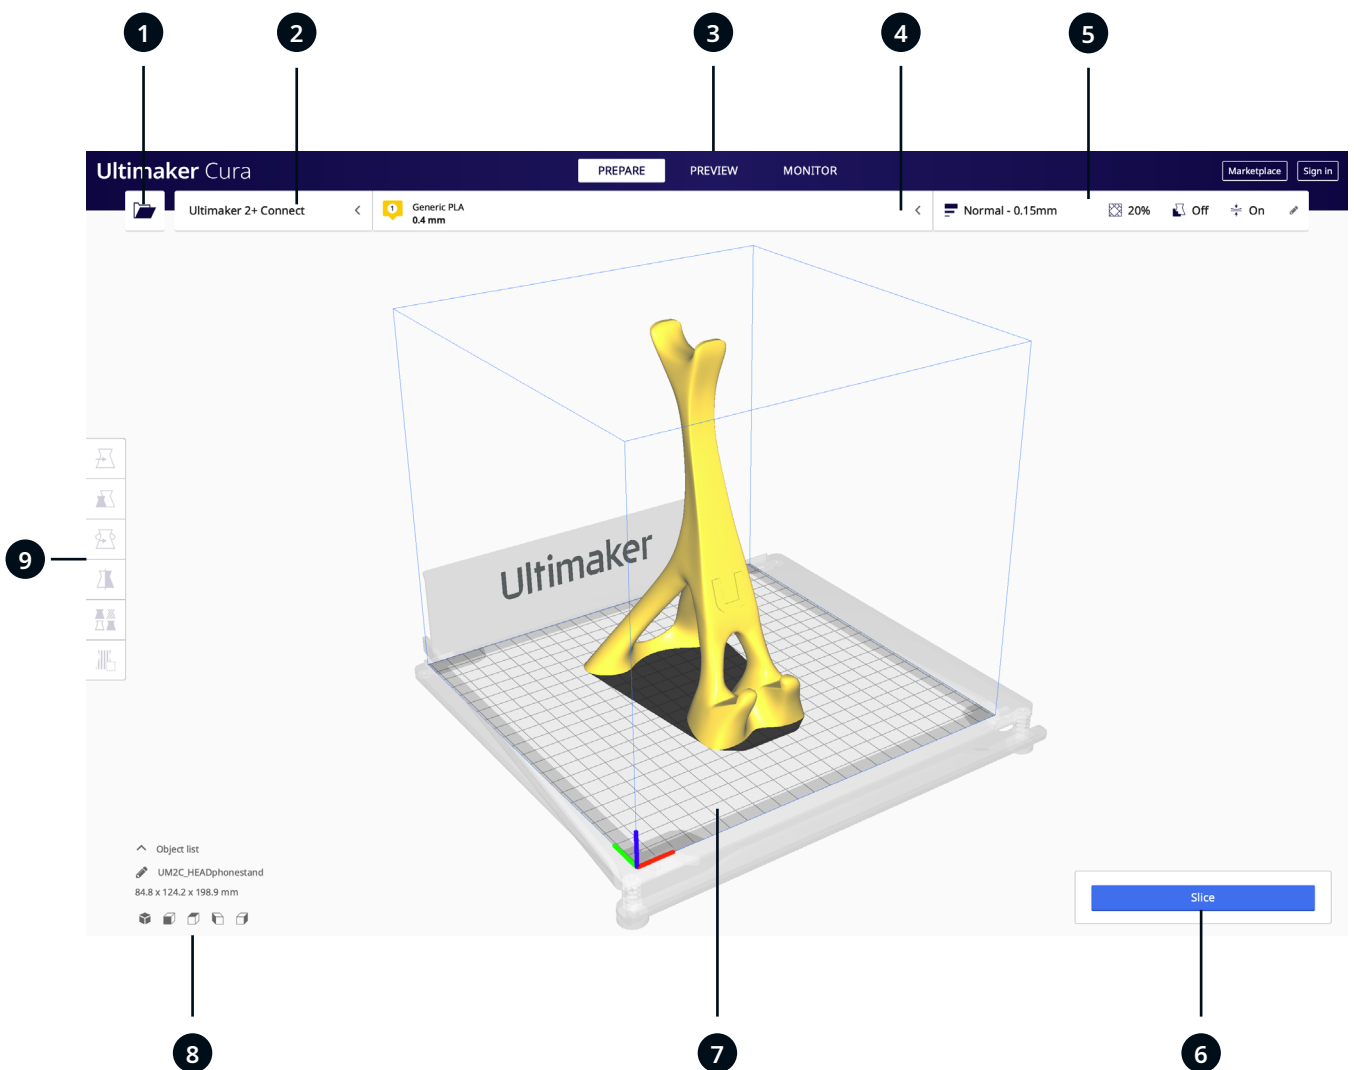 1 2 3 4 5
Ultimaker Cura PREPARE PREVIEW MONITOR Marketplace Sign in
Ultimaker 2+ Connect 1 Generic PLA Normal - 0.15mm 20% Off On
0.4 mm
Ultimaker
U
9
Object list
UM2C_HEADphonestand
84.8 x 124.2 x 198.9 mm
Slice
8 7 6